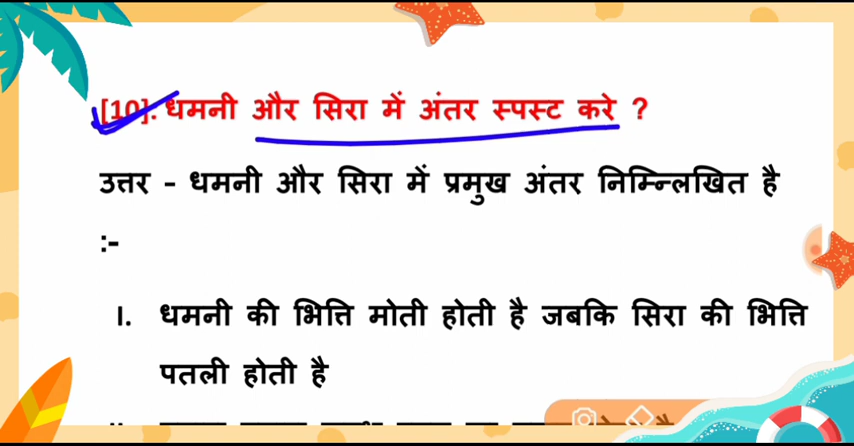 [10]. धमनी और सिरा में अंतर स्पस्ट करे ?
उत्तर – धमनी और सिरा में प्रमुख अंतर निम्न्लिखित है
:-
I. धमनी की भित्ति मोती होती है जबकि सिरा की भित्ति
पतली होती है